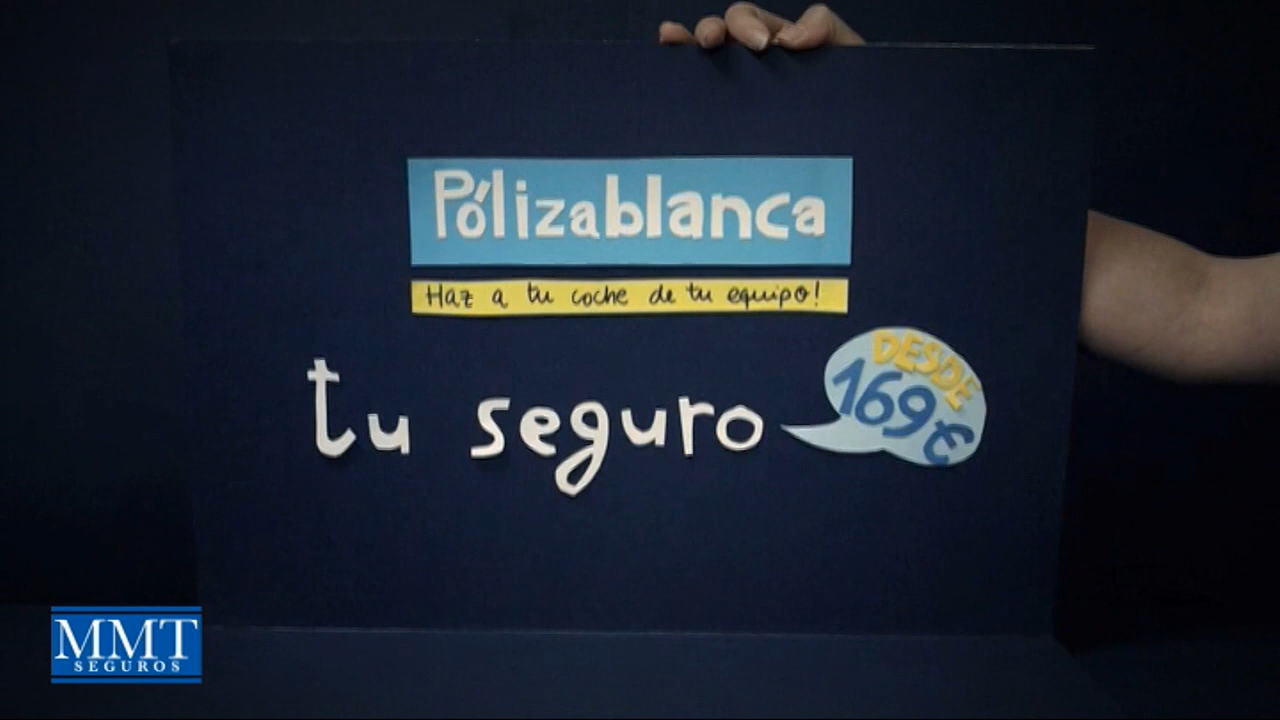 Pólizablanca
Haz a tu coche de tu equipo!
tu seguro
DESDE
169€
MMT
SEGUROS